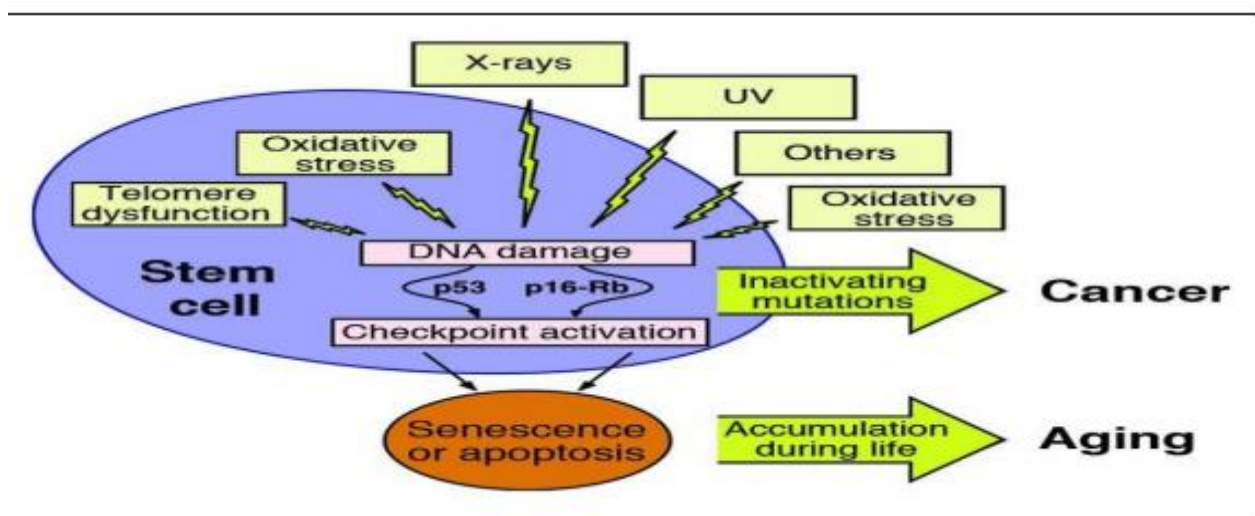 X-rays
UV
Oxidative
stress
Others
Telomere
dysfunction
Oxidative
stress
DNA damage
Stem
cell
p53 p16-Rb
Inactivating
mutations
Cancer
Checkpoint activation
Senescence
or apoptosis
Accumulation
during life
Aging